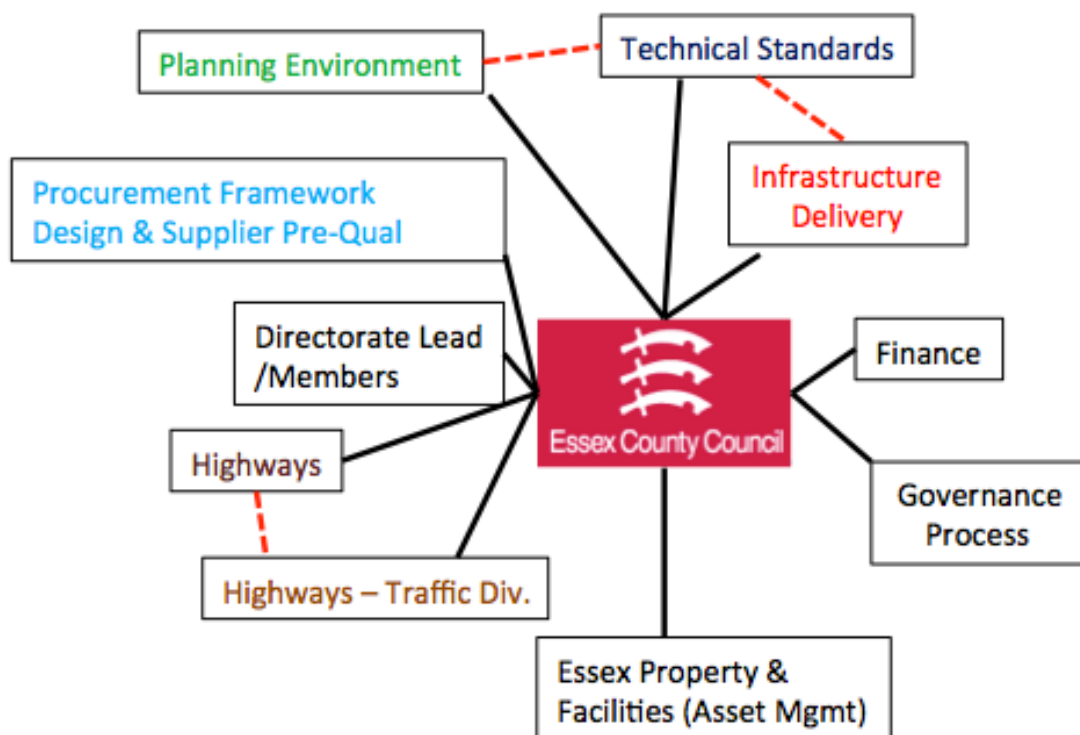 Planning Environment
Technical Standards
Infrastructure
Delivery
Procurement Framework
Design & Supplier Pre-Qual
Directorate Lead
/Members
Essex County Council
Finance
Highways
Governance
Process
Highways – Traffic Div.
Essex Property &
Facilities (Asset Mgmt)